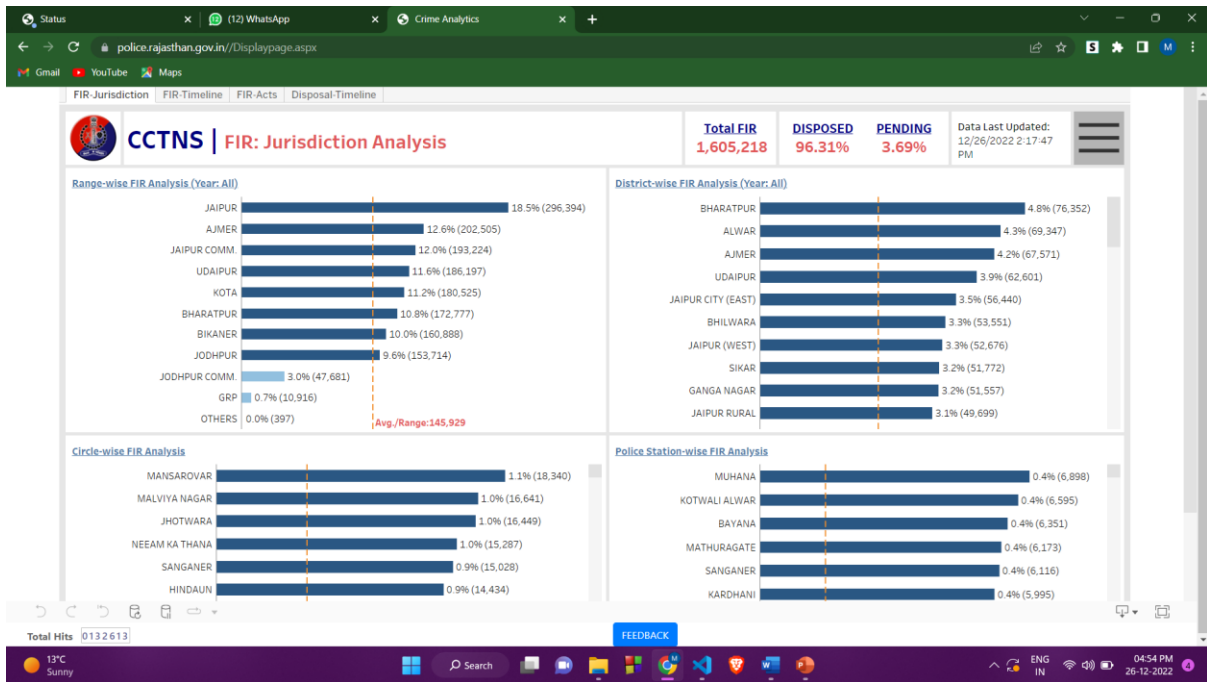 Status
(12) WhatsApp
Crime Analytics
police.rajasthan.gov.in//Displaypage.aspx
S
M
Gmail YouTube Maps
FIR-Jurisdiction FIR-Timeline FIR-Acts Disposal-Timeline
CCTNS | FIR: Jurisdiction Analysis
Total FIR
1,605,218
DISPOSED
96.31%
PENDING
3.69%
Data Last Updated:
12/26/2022 2:17:47
PM
Range-wise FIR Analysis (Year: All)
JAIPUR 18.5% (296,394)
AJMER 12.6% (202,505)
JAIPUR COMM. 12.0% (193,224)
UDAIPUR 11.6% (186,197)
KOTA 11.2% (180,525)
BHARATPUR 10.8% (172,777)
BIKANER 10.0% (160,888)
JODHPUR 9.6% (153,714)
JODHPUR COMM. 3.0% (47,681)
GRP 0.7% (10,916)
OTHERS 0.0% (397)
Avg./Range:145,929
District-wise FIR Analysis (Year: All)
BHARATPUR 4.8% (76,352)
ALWAR 4.3% (69,347)
AJMER 4.2% (67,571)
UDAIPUR 3.9% (62,601)
JAIPUR CITY (EAST) 3.5% (56,440)
BHILWARA 3.3% (53,551)
JAIPUR (WEST) 3.3% (52,676)
SIKAR 3.2% (51,772)
GANGA NAGAR 3.2% (51,557)
JAIPUR RURAL 3.1% (49,699)
Circle-wise FIR Analysis
MANSAROVAR 1.1% (18,340)
MALVIYA NAGAR 1.0% (16,641)
JHOTWARA 1.0% (16,449)
NEEAM KA THANA 1.0% (15,287)
SANGANER 0.9% (15,028)
HINDAUN 0.9% (14,434)
Police Station-wise FIR Analysis
MUHANA 0.4% (6,898)
KOTWALI ALWAR 0.4% (6,595)
BAYANA 0.4% (6,351)
MATHURAGATE 0.4% (6,173)
SANGANER 0.4% (6,116)
KARDHANI 0.4% (5,995)
Total Hits 0132613
FEEDBACK
13°C
Sunny
Search
ENG
IN
04:54 PM
26-12-2022
4